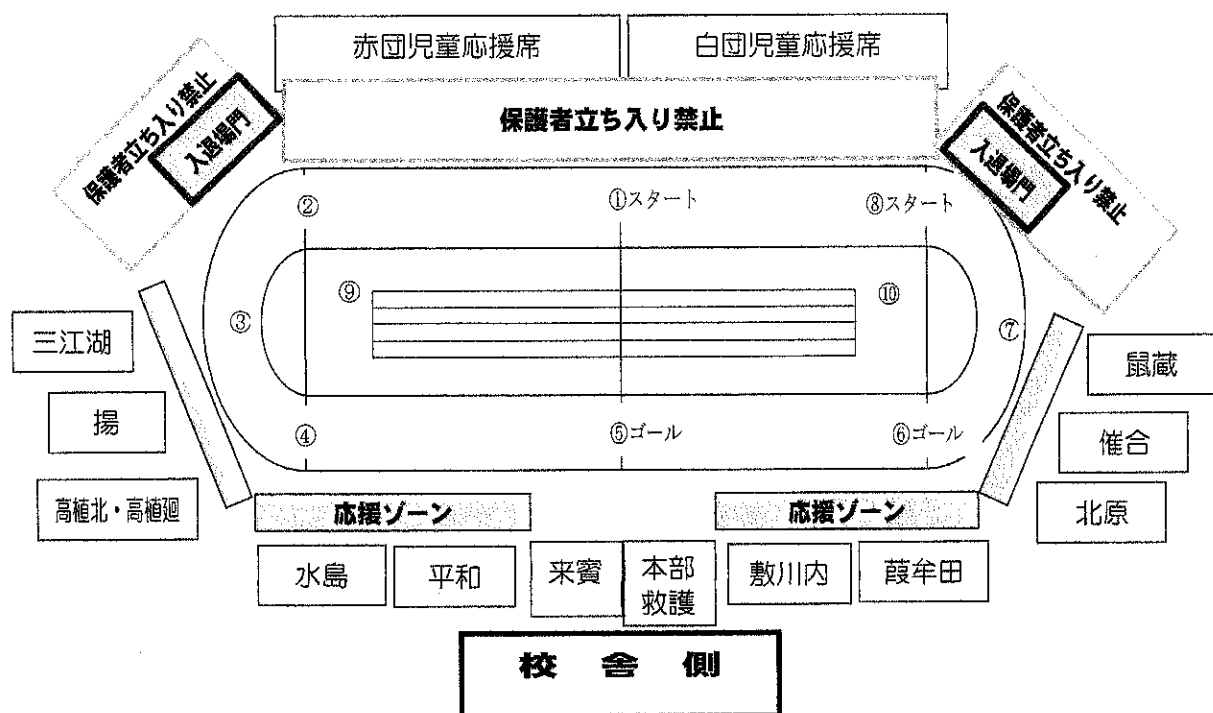 赤団児童応援席
白団児童応援席
保護者立ち入り禁止
入退場門
保護者立ち入り禁止
保護者立ち入り禁止
入退場門
②
①スタート
⑧スタート
⑨
⑩
③
⑦
三江湖
鼠蔵
揚
催合
④
⑤ゴール
⑥ゴール
高植北・高植廻
北原
応援ゾーン
応援ゾーン
水島
平和
来賓
本部
救護
敷川内
葭牟田
校舎側